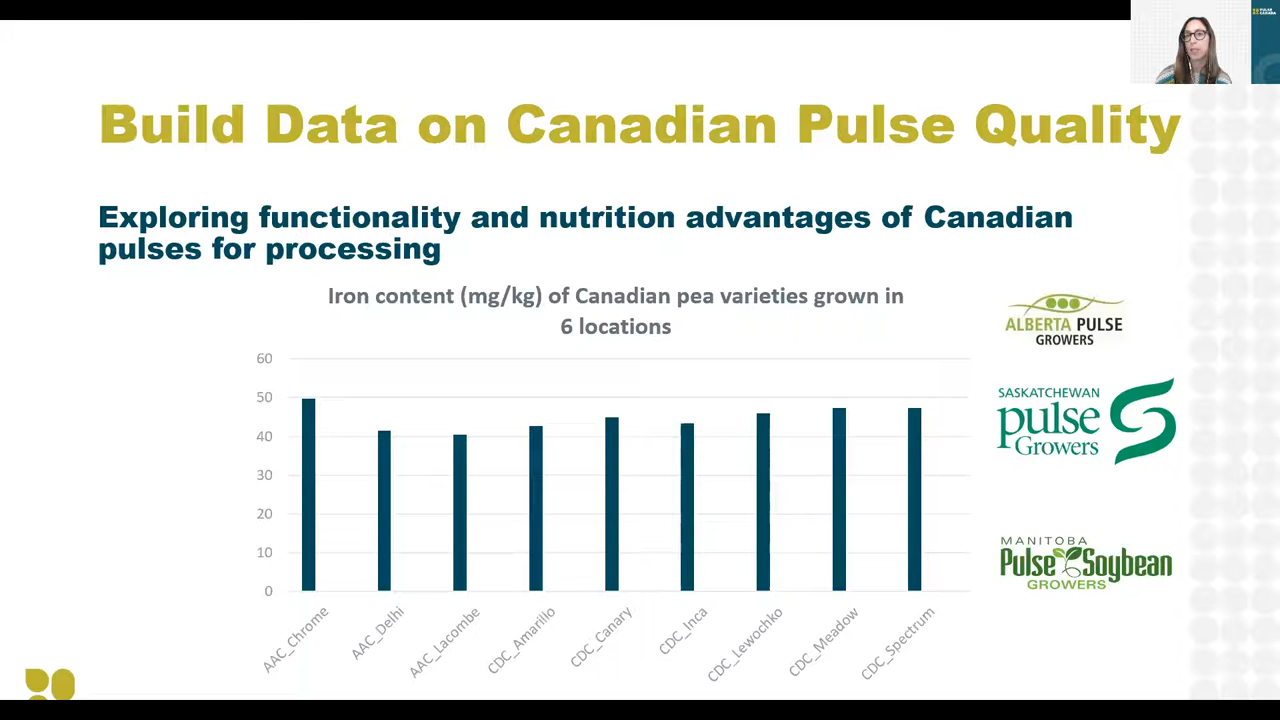 PULSE
CANADA
Build Data on Canadian Pulse Quality
Exploring functionality and nutrition advantages of Canadian
pulses for processing
Iron content (mg/kg) of Canadian pea varieties grown in
6 locations
60
50
40
30
20
10
0
AAC_Chrome
AAC_Delhi
AAC_Lacombe
CDC_Amarillo
CDC_Canary
CDC_Inca
CDC_Lewochko
CDC_Meadow
CDC_Spectrum
ALBERTA PULSE
GROWERS
SASKATCHEWAN
pulse
Growers
MANITOBA
Pulse Soybean
GROWERS